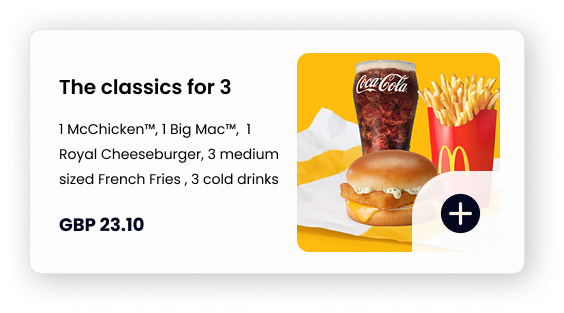 The classics for 3
1 McChicken™, 1 Big Mac™, 1
Royal Cheeseburger, 3 medium
sized French Fries , 3 cold drinks
GBP 23.10
Coca-Cola